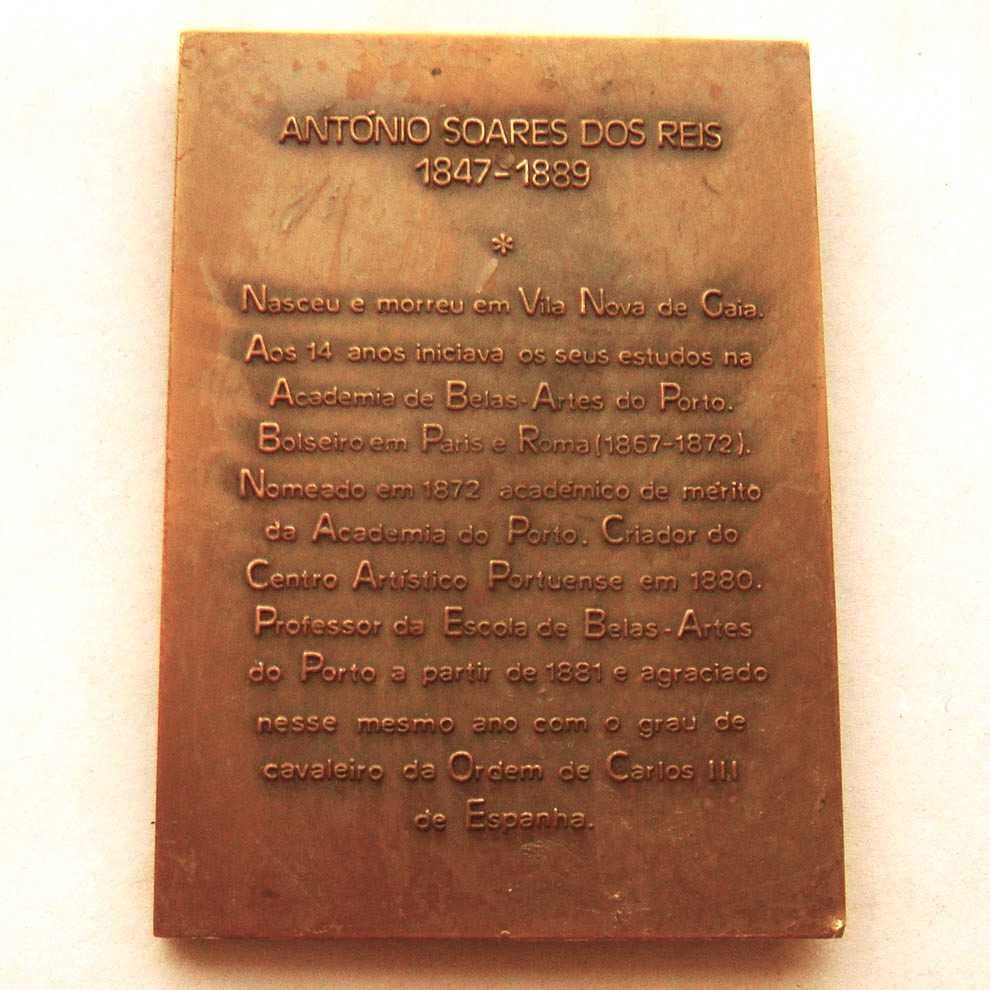 ANTÓNIO SOARES DOS REIS
1847-1889
*
Nasceu e morreu em Vila Nova de Gaia.
Aos 14 anos iniciava os seus estudos na
Academia de Belas-Artes do Porto.
Bolseiro em Paris e Roma (1867-1872).
Nomeado em 1872 académico de mérito
da Academia do Porto. Criador do
Centro Artístico Portuense em 1880.
Professor da Escola de Belas-Artes
do Porto a partir de 1881 e agraciado
nesse mesmo ano com o grau de
cavaleiro da Ordem de Carlos III
de Espanha.